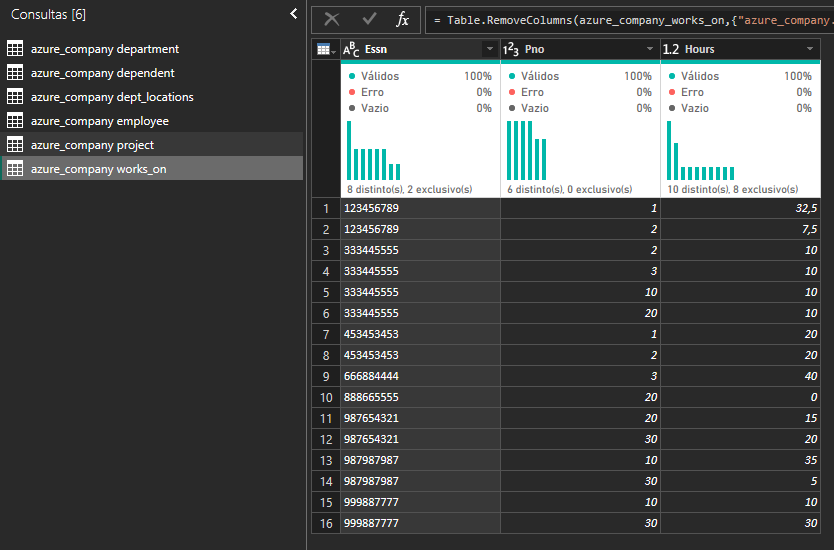 Consultas [6]
azure_company department
azure_company dependent
azure_company dept_locations
azure_company employee
azure_company project
azure_company works_on
fx = Table.RemoveColumns(azure_company_works_on,{"azure_company.
ABC Essn 123 Pno 1.2 Hours
Válidos 100% Válidos 100% Válidos 100%
Erro 0% Erro 0% Erro 0%
Vazio 0% Vazio 0% Vazio 0%
8 distinto(s), 2 exclusivo(s) 6 distinto(s), 0 exclusivo(s) 10 distinto(s), 8 exclusivo(s)
1 123456789 1 32,5
2 123456789 2 7,5
3 333445555 2 10
4 333445555 3 10
5 333445555 10 10
6 333445555 20 10
7 453453453 1 20
8 453453453 2 20
9 666884444 3 40
10 888665555 20 0
11 987654321 20 15
12 987654321 30 20
13 987987987 10 35
14 987987987 30 5
15 999887777 10 10
16 999887777 30 30